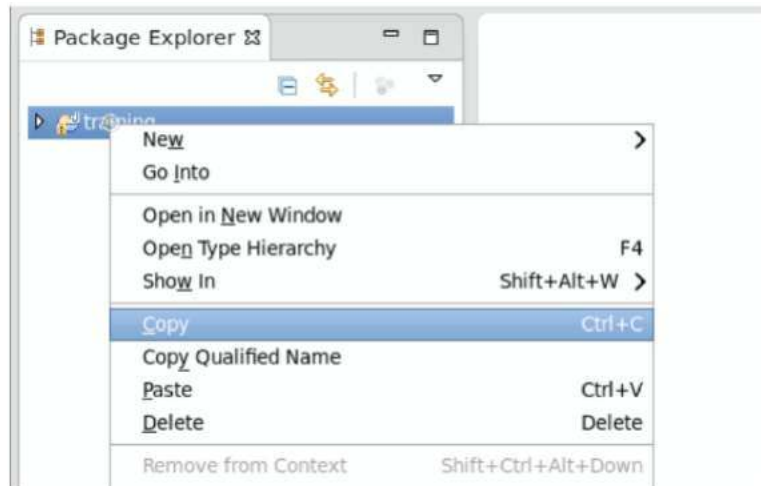 Package Explorer
training
New
Go Into
Open in New Window
Open Type Hierarchy F4
Show In Shift+Alt+W
Copy Ctrl+C
Copy Qualified Name
Paste Ctrl+V
Delete Delete
Remove from Context Shift+Ctrl+Alt+Down